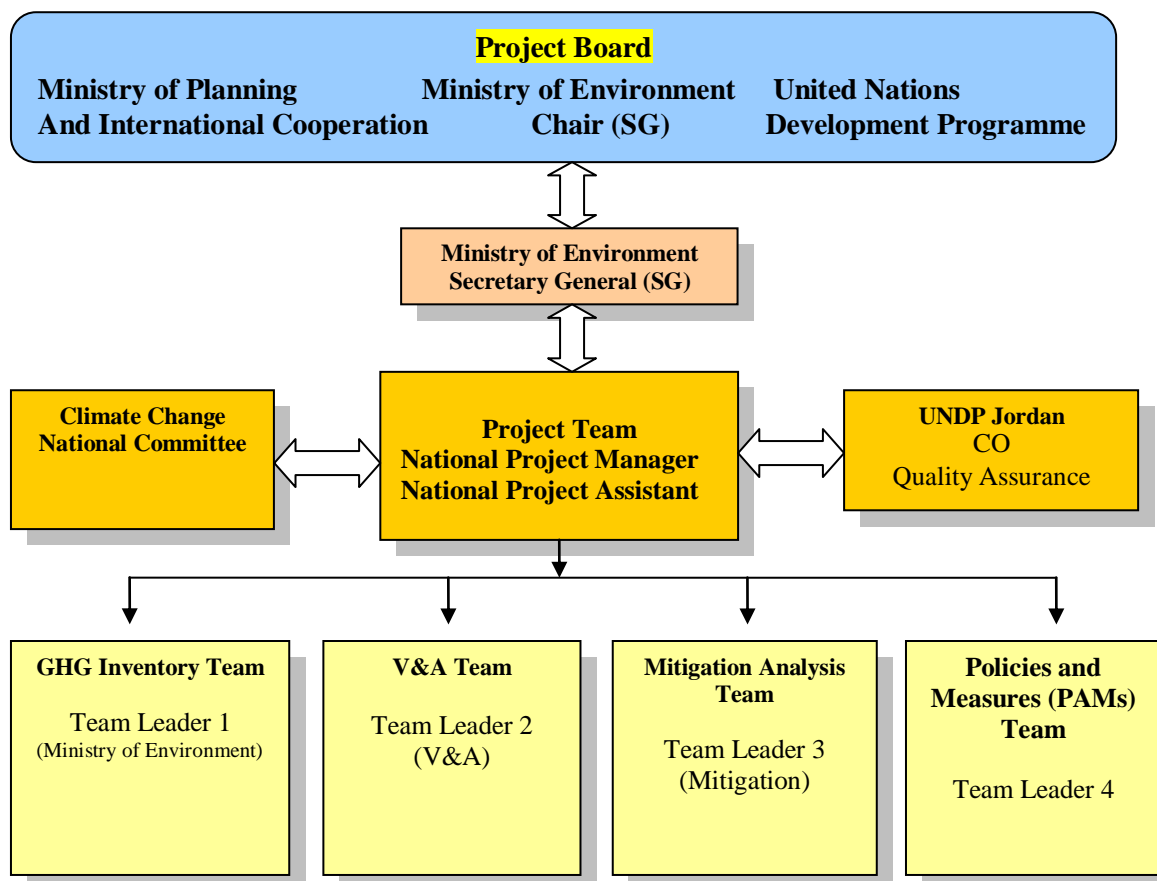 Project Board
Ministry of Planning Ministry of Environment United Nations
And International Cooperation Chair (SG) Development Programme
Ministry of Environment
Secretary General (SG)
Climate Change
National Committee
Project Team
National Project Manager
National Project Assistant
UNDP Jordan
CO
Quality Assurance
GHG Inventory Team
Team Leader 1
(Ministry of Environment)
V&A Team
Team Leader 2
(V&A)
Mitigation Analysis
Team
Team Leader 3
(Mitigation)
Policies and
Measures (PAMs)
Team
Team Leader 4